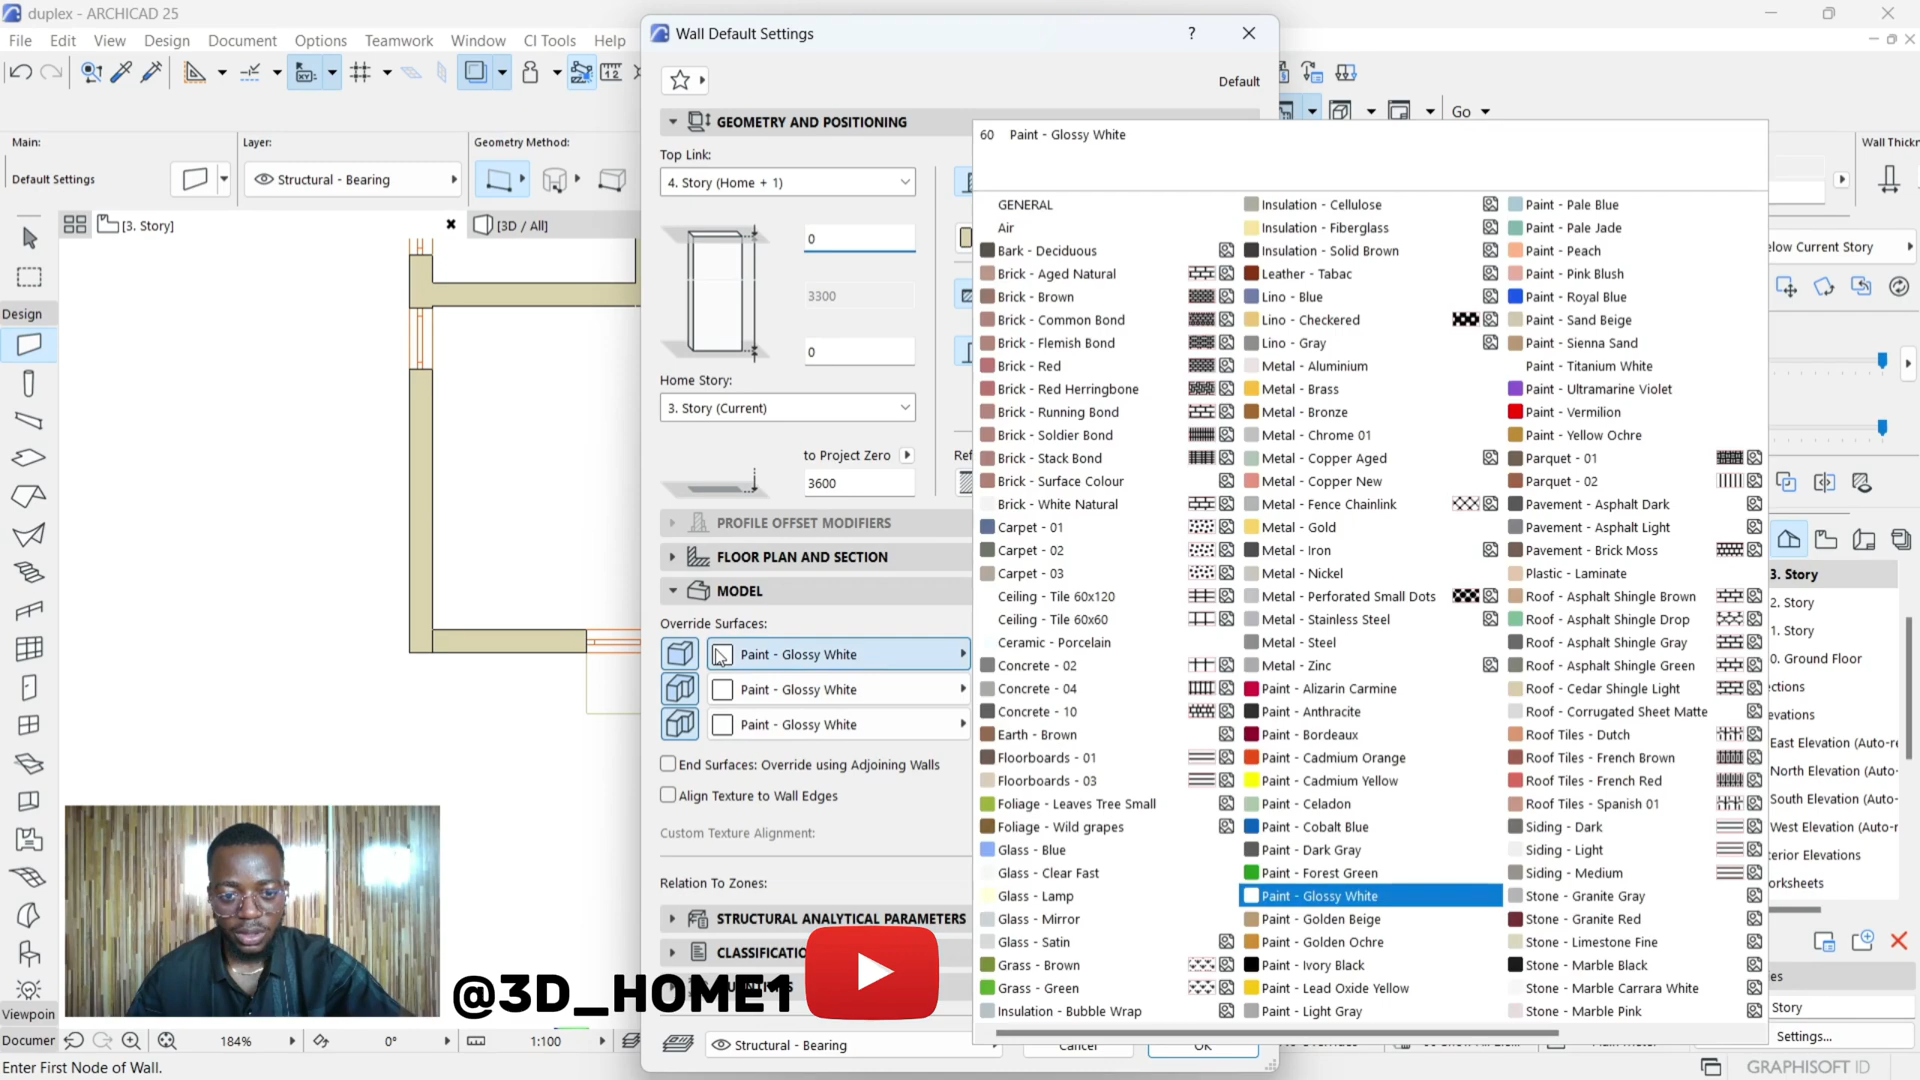 duplex - ARCHICAD 25
File Edit View Design Document Options Teamwork Window CI Tools Help
Main:
Default Settings
Layer:
Structural - Bearing
Geometry Method:
[3. Story]
[3D / All]
Design
Viewpoin
Documer
184%
0°
1:100
Enter First Node of Wall.
@3D_HOME1
Wall Default Settings
?
Default
GEOMETRY AND POSITIONING
Top Link:
4. Story (Home + 1)
0
3300
0
Home Story:
3. Story (Current)
to Project Zero
3600
Ref
PROFILE OFFSET MODIFIERS
FLOOR PLAN AND SECTION
MODEL
Override Surfaces:
Paint - Glossy White
Paint - Glossy White
Paint - Glossy White
End Surfaces: Override using Adjoining Walls
Align Texture to Wall Edges
Custom Texture Alignment:
Relation To Zones:
STRUCTURAL ANALYTICAL PARAMETERS
CLASSIFICATIO
Structural - Bearing
Cancel
OK
60 Paint - Glossy White
GENERAL
Air
Bark - Deciduous
Brick - Aged Natural
Brick - Brown
Brick - Common Bond
Brick - Flemish Bond
Brick - Red
Brick - Red Herringbone
Brick - Running Bond
Brick - Soldier Bond
Brick - Stack Bond
Brick - Surface Colour
Brick - White Natural
Carpet - 01
Carpet - 02
Carpet - 03
Ceiling - Tile 60x120
Ceiling - Tile 60x60
Ceramic - Porcelain
Concrete - 02
Concrete - 04
Concrete - 10
Earth - Brown
Floorboards - 01
Floorboards - 03
Foliage - Leaves Tree Small
Foliage - Wild grapes
Glass - Blue
Glass - Clear Fast
Glass - Lamp
Glass - Mirror
Glass - Satin
Grass - Brown
Grass - Green
Insulation - Bubble Wrap
Insulation - Cellulose
Insulation - Fiberglass
Insulation - Solid Brown
Leather - Tabac
Lino - Blue
Lino - Checkered
Lino - Gray
Metal - Aluminium
Metal - Brass
Metal - Bronze
Metal - Chrome 01
Metal - Copper Aged
Metal - Copper New
Metal - Fence Chainlink
Metal - Gold
Metal - Iron
Metal - Nickel
Metal - Perforated Small Dots
Metal - Stainless Steel
Metal - Steel
Metal - Zinc
Paint - Alizarin Carmine
Paint - Anthracite
Paint - Bordeaux
Paint - Cadmium Orange
Paint - Cadmium Yellow
Paint - Celadon
Paint - Cobalt Blue
Paint - Dark Gray
Paint - Forest Green
Paint - Glossy White
Paint - Golden Beige
Paint - Golden Ochre
Paint - Ivory Black
Paint - Lead Oxide Yellow
Paint - Light Gray
Paint - Pale Blue
Paint - Pale Jade
Paint - Peach
Paint - Pink Blush
Paint - Royal Blue
Paint - Sand Beige
Paint - Sienna Sand
Paint - Titanium White
Paint - Ultramarine Violet
Paint - Vermilion
Paint - Yellow Ochre
Parquet - 01
Parquet - 02
Pavement - Asphalt Dark
Pavement - Asphalt Light
Pavement - Brick Moss
Plastic - Laminate
Roof - Asphalt Shingle Brown
Roof - Asphalt Shingle Drop
Roof - Asphalt Shingle Gray
Roof - Asphalt Shingle Green
Roof - Cedar Shingle Light
Roof - Corrugated Sheet Matte
Roof Tiles - Dutch
Roof Tiles - French Brown
Roof Tiles - French Red
Roof Tiles - Spanish 01
Siding - Dark
Siding - Light
Siding - Medium
Stone - Granite Gray
Stone - Granite Red
Stone - Limestone Fine
Stone - Marble Black
Stone - Marble Carrara White
Stone - Marble Pink
Go
Wall Thickn
elow Current Story
3. Story
2. Story
1. Story
0. Ground Floor
ections
evations
East Elevation (Auto-re
North Elevation (Auto-
South Elevation (Auto-
West Elevation (Auto-r
terior Elevations
orksheets
es
Story
Settings...
GRAPHISOFT ID